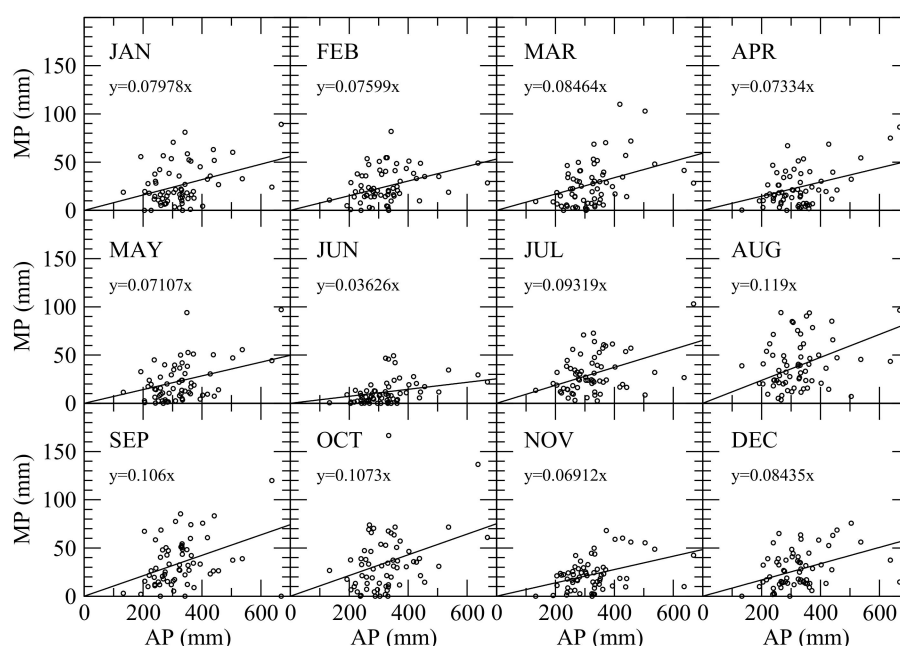 JAN FEB MAR APR
y=0.07978x y=0.07599x y=0.08464x y=0.07334x
MP (mm)
150
100
50
0
MAY JUN JUL AUG
y=0.07107x y=0.03626x y=0.09319x y=0.119x
MP (mm)
150
100
50
0
SEP OCT NOV DEC
y=0.106x y=0.1073x y=0.06912x y=0.08435x
MP (mm)
150
100
50
0
0 200 400 600 0 200 400 600 0 200 400 600 0 200 400 600
AP (mm) AP (mm) AP (mm) AP (mm)